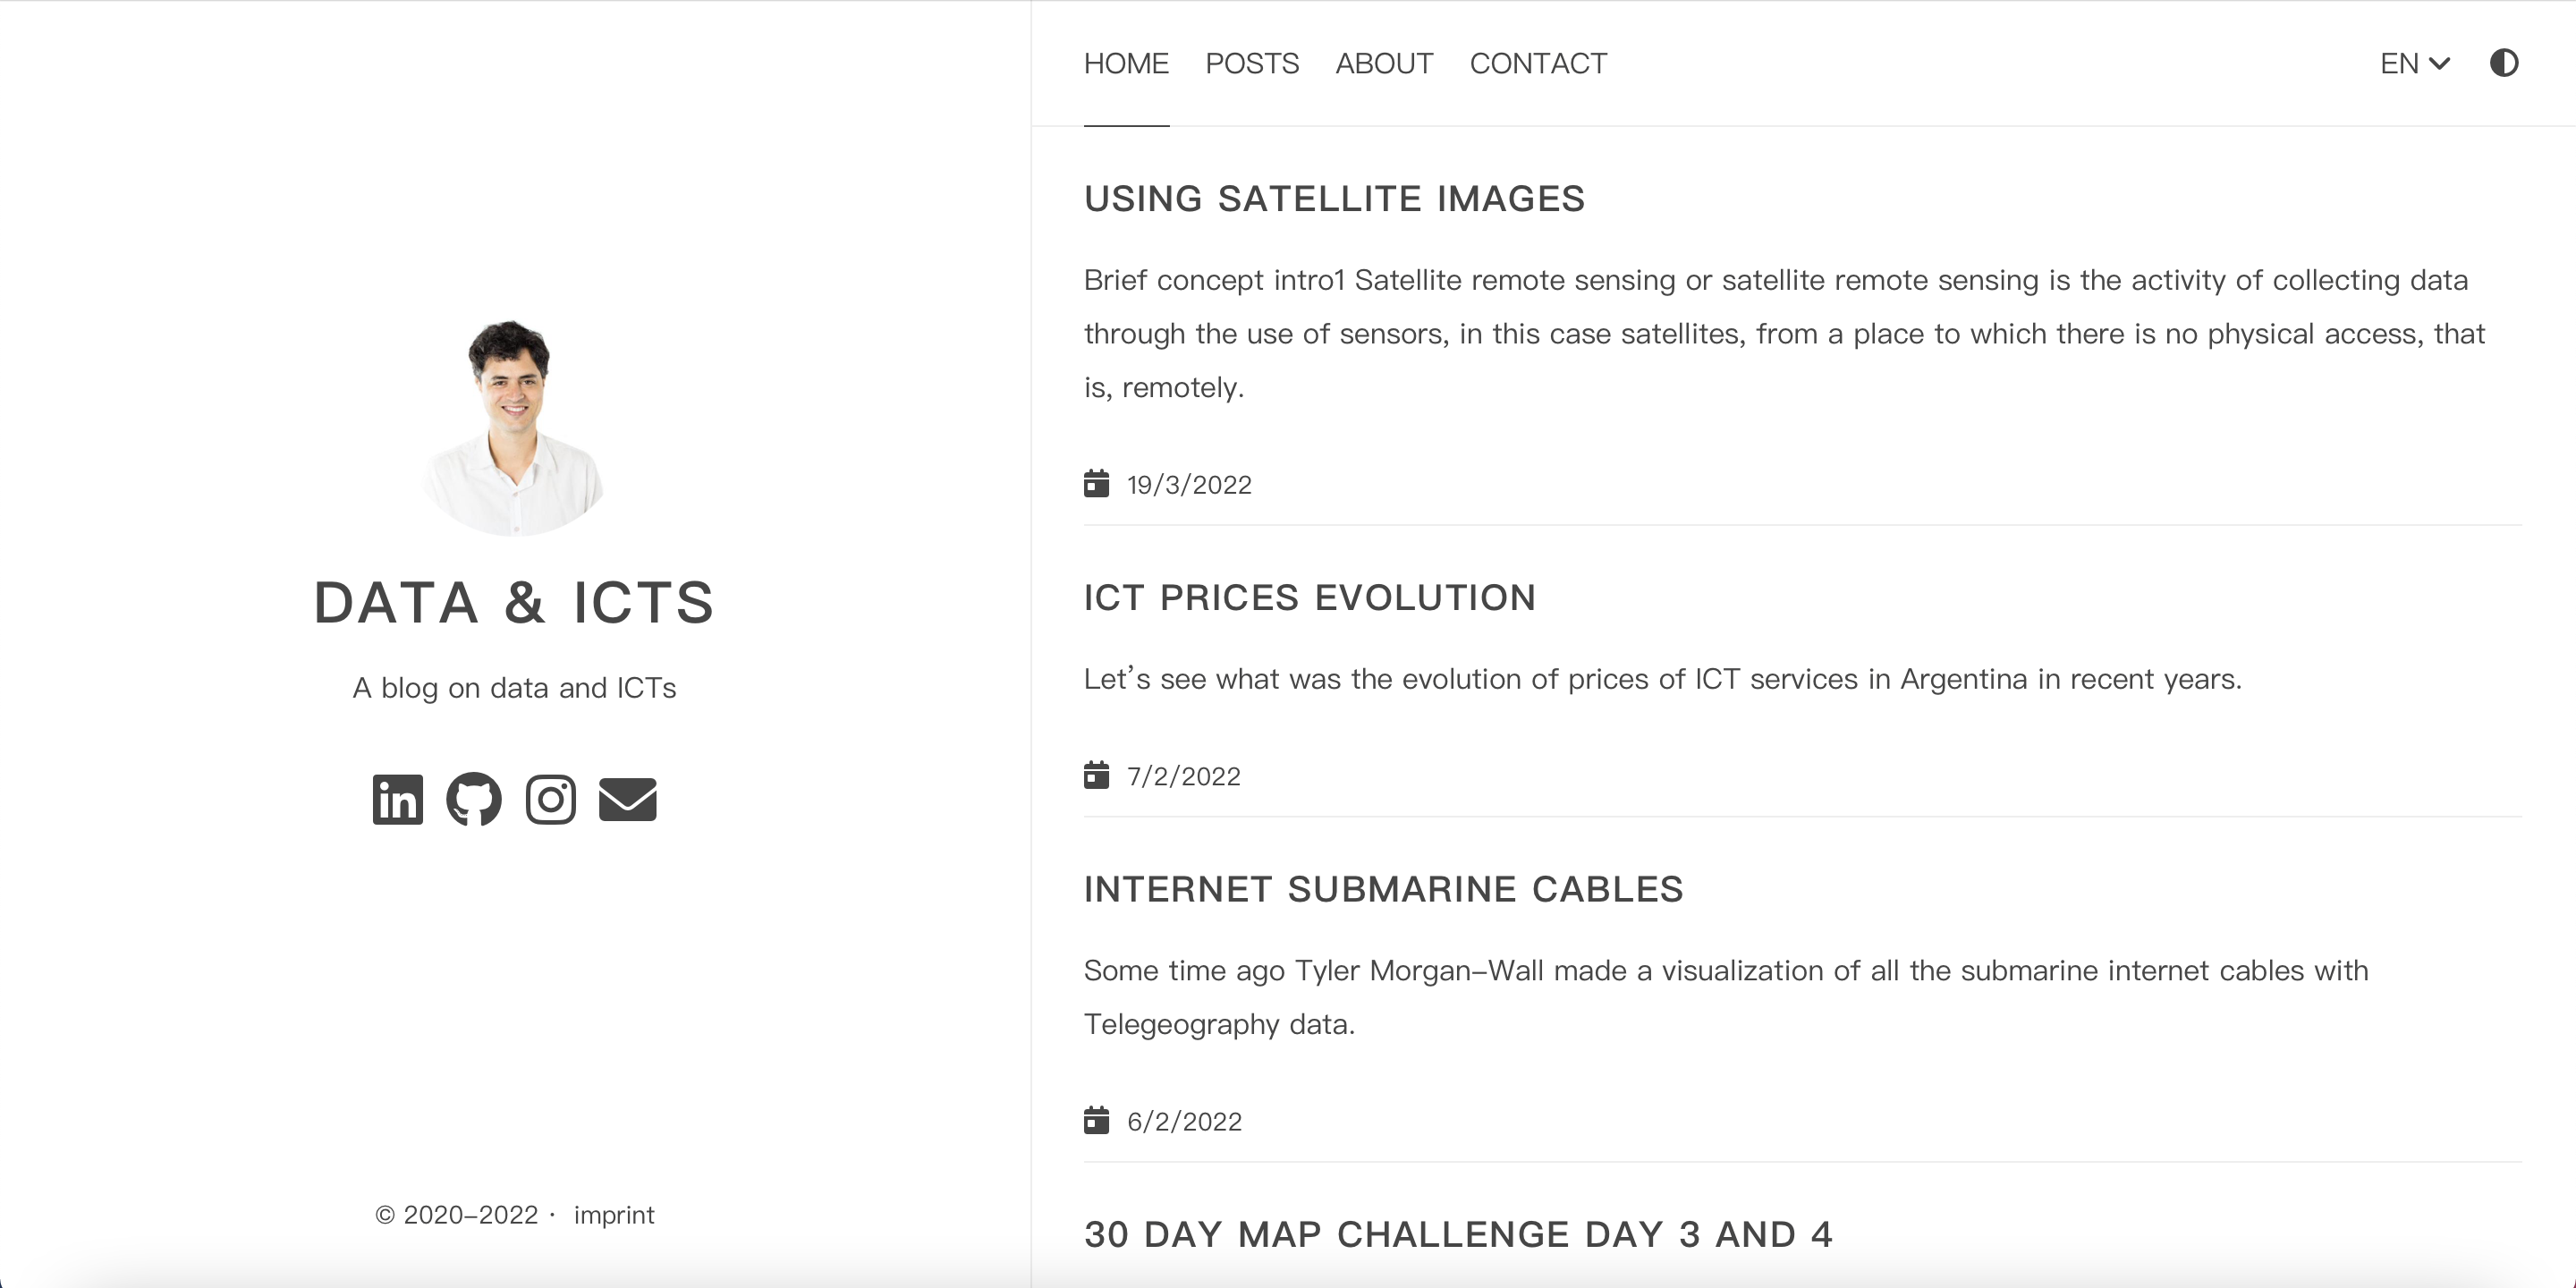 HOME POSTS ABOUT CONTACT EN
DATA & ICTS
A blog on data and ICTs
© 2020–2022 · imprint
USING SATELLITE IMAGES
Brief concept intro1 Satellite remote sensing or satellite remote sensing is the activity of collecting data
through the use of sensors, in this case satellites, from a place to which there is no physical access, that
is, remotely.
19/3/2022
ICT PRICES EVOLUTION
Let’s see what was the evolution of prices of ICT services in Argentina in recent years.
7/2/2022
INTERNET SUBMARINE CABLES
Some time ago Tyler Morgan–Wall made a visualization of all the submarine internet cables with
Telegeography data.
6/2/2022
30 DAY MAP CHALLENGE DAY 3 AND 4